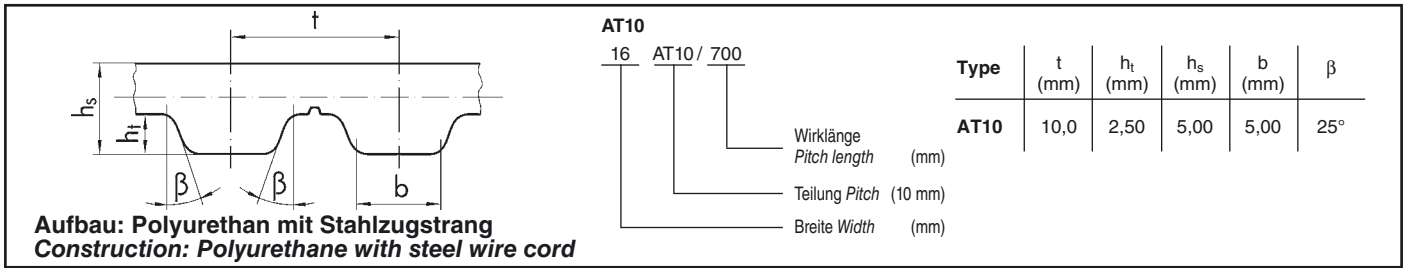 t
hs
ht
β
β
b
Aufbau: Polyurethan mit Stahlzugstrang
Construction: Polyurethane with steel wire cord
AT10
16 AT10 / 700
Wirklänge
Pitch length (mm)
Teilung Pitch (10 mm)
Breite Width (mm)
Type t (mm) ht (mm) hs (mm) b (mm) β
AT10 10,0 2,50 5,00 5,00 25°